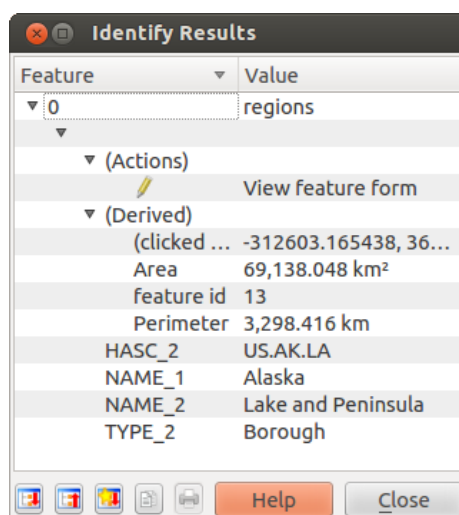 Identify Results
Feature Value
0 regions
(Actions)
View feature form
(Derived)
(clicked ... -312603.165438, 36...
Area 69,138.048 km²
feature id 13
Perimeter 3,298.416 km
HASC_2 US.AK.LA
NAME_1 Alaska
NAME_2 Lake and Peninsula
TYPE_2 Borough
Help Close